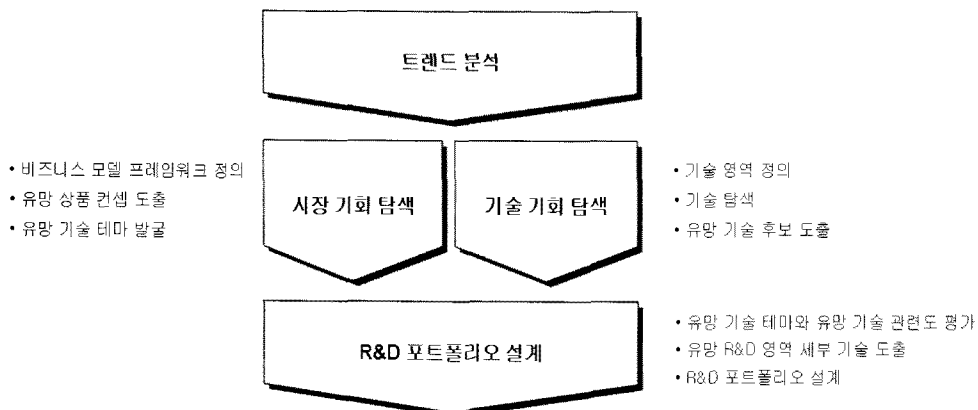 트렌드 분석
• 비즈니스 모델 프레임워크 정의
• 유망 상품 컨셉 도출
• 유망 기술 테마 발굴
시장 기회 탐색
기술 기회 탐색
• 기술 영역 정의
• 기술 탐색
• 유망 기술 후보 도출
R&D 포트폴리오 설계
• 유망 기술 테마와 유망 기술 관련도 평가
• 유망 R&D 영역 세부 기술 도출
• R&D 포트폴리오 설계